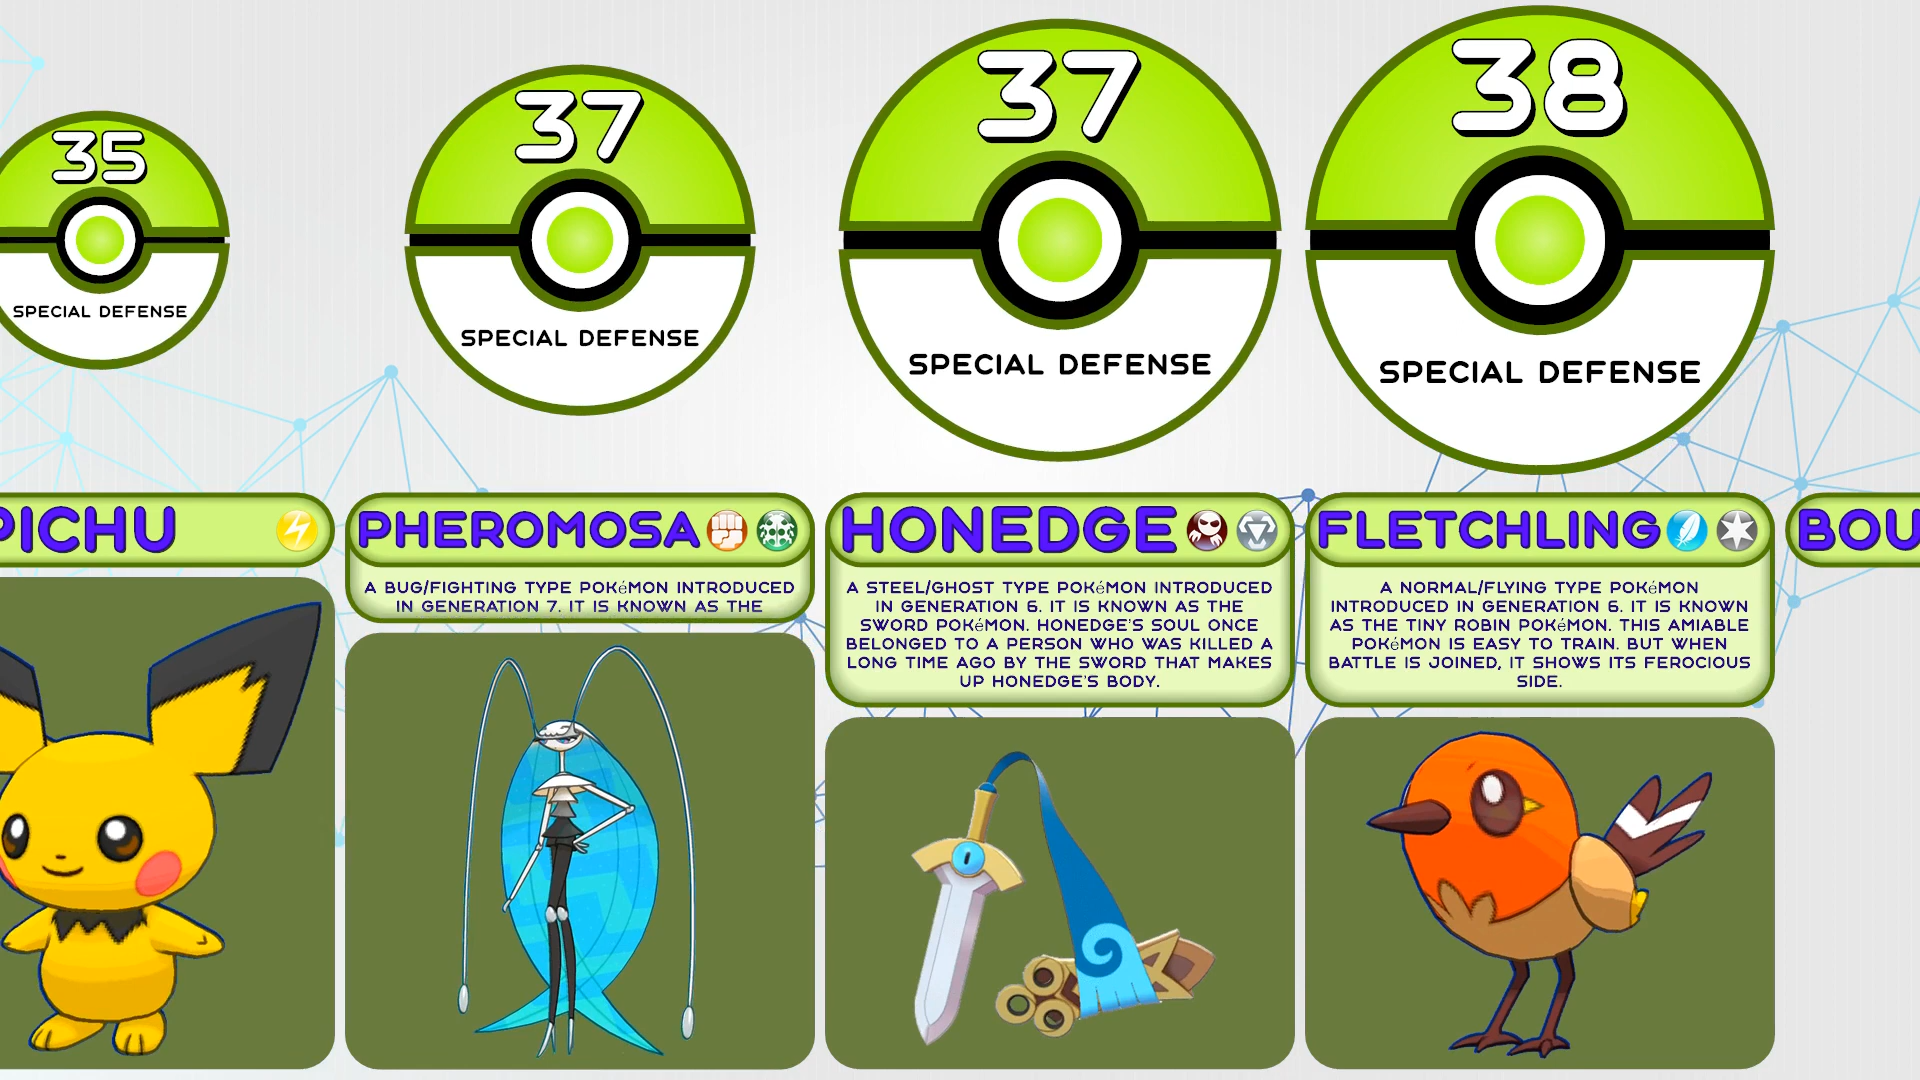 35
SPECIAL DEFENSE
37
SPECIAL DEFENSE
37
SPECIAL DEFENSE
38
SPECIAL DEFENSE
PICHU
PHEROMOSA
A BUG/FIGHTING TYPE POKéMON INTRODUCED
IN GENERATION 7. IT IS KNOWN AS THE
HONEDGE
A STEEL/GHOST TYPE POKéMON INTRODUCED
IN GENERATION 6. IT IS KNOWN AS THE
SWORD POKéMON. HONEDGE'S SOUL ONCE
BELONGED TO A PERSON WHO WAS KILLED A
LONG TIME AGO BY THE SWORD THAT MAKES
UP HONEDGE'S BODY.
FLETCHLING
A NORMAL/FLYING TYPE POKéMON
INTRODUCED IN GENERATION 6. IT IS KNOWN
AS THE TINY ROBIN POKéMON. THIS AMIABLE
POKéMON IS EASY TO TRAIN. BUT WHEN
BATTLE IS JOINED, IT SHOWS ITS FEROCIOUS
SIDE.
BOU